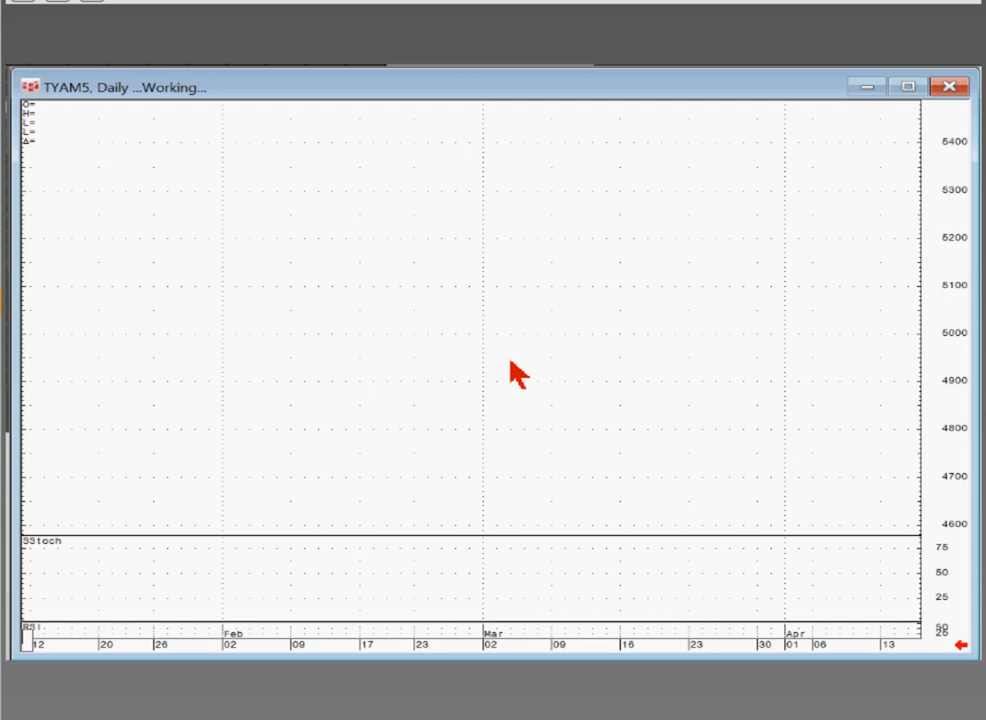 TYAM5, Daily ...Working...
O=
H=
L=
L=
Δ=
5400
5300
5200
5100
5000
4900
4800
4700
4600
SStoch
75
50
25
RSI
50
25
Feb Mar Apr
12 20 26 02 09 17 23 02 09 16 23 30 01 06 13